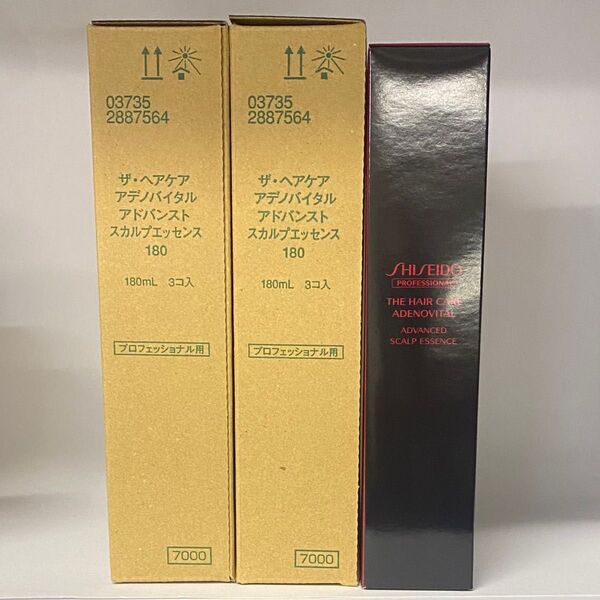 03735
2887564
ザ・ヘアケア
アデノバイタル
アドバンスト
スカルプエッセンス
180
180mL 3コ入
プロフェッショナル用
7000
03735
2887564
ザ・ヘアケア
アデノバイタル
アドバンスト
スカルプエッセンス
180
180mL 3コ入
プロフェッショナル用
7000
SHISEIDO
PROFESSIONAL
THE HAIR CARE
ADENOVITAL
ADVANCED
SCALP ESSENCE